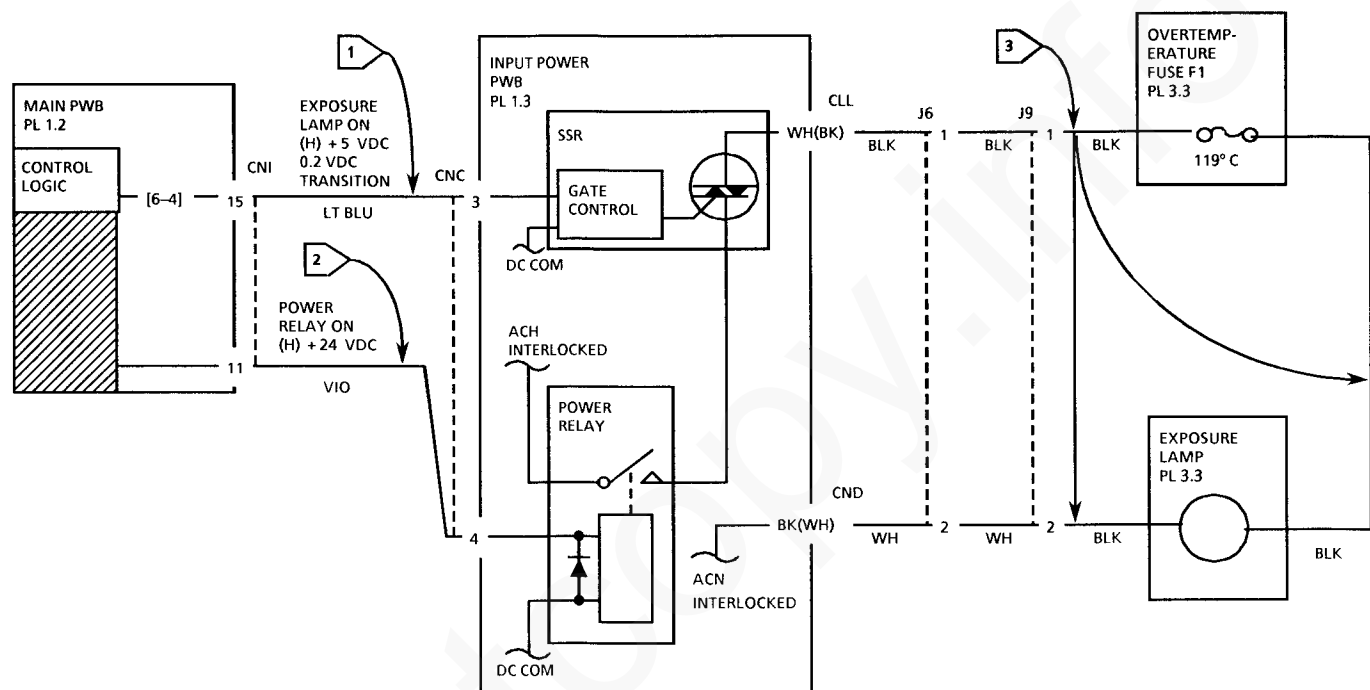 1
2
3
MAIN PWB
PL 1.2
CONTROL
LOGIC
[6–4]
15
11
CNI
EXPOSURE
LAMP ON
(H) + 5 VDC
0.2 VDC
TRANSITION
LT BLU
CNC
3
POWER
RELAY ON
(H) +24 VDC
VIO
4
INPUT POWER
PWB
PL 1.3
SSR
GATE
CONTROL
DC COM
ACH
INTERLOCKED
POWER
RELAY
DC COM
ACN
INTERLOCKED
CLL
WH(BK)
BLK
J6
1
BLK
J9
1
BLK
OVERTEMP-
ERATURE
FUSE F1
PL 3.3
119° C
CND
BK(WH)
WH
2
WH
2
BLK
EXPOSURE
LAMP
PL 3.3
BLK